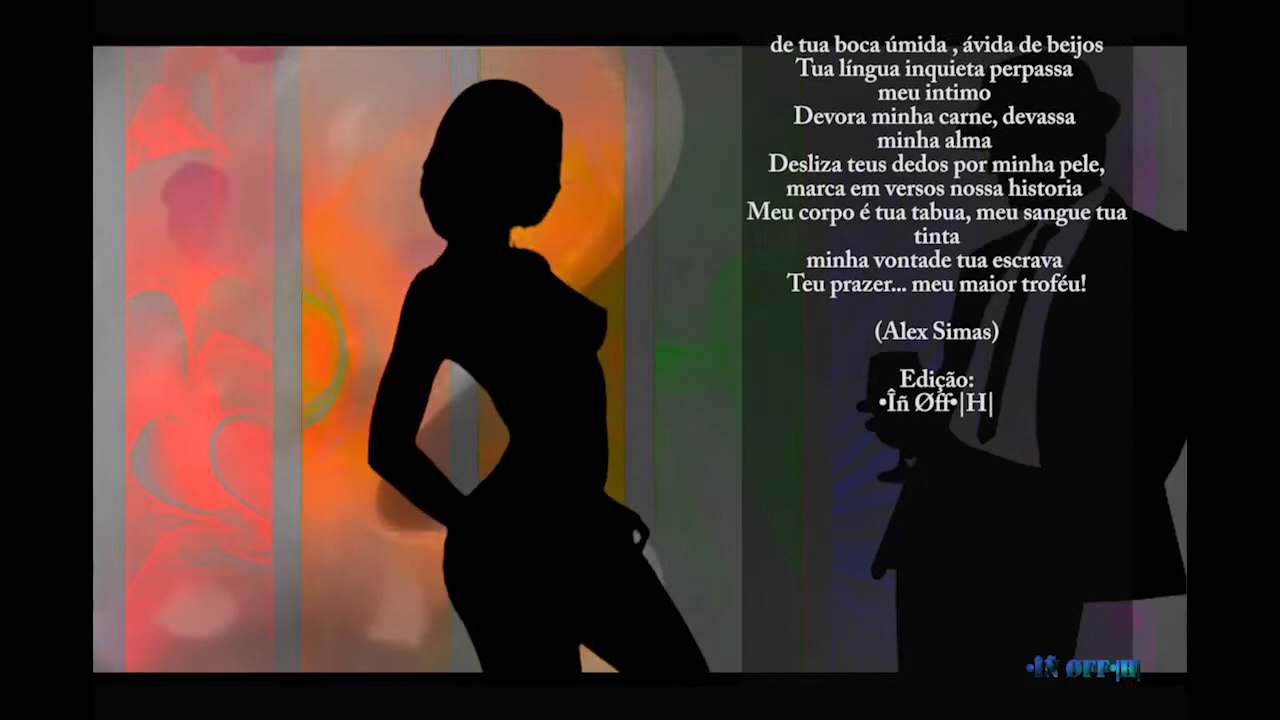 de tua boca úmida , ávida de beijos
Tua língua inquieta perpassa
meu intimo
Devora minha carne, devassa
minha alma
Desliza teus dedos por minha pele,
marca em versos nossa historia
Meu corpo é tua tabua, meu sangue tua
tinta
minha vontade tua escrava
Teu prazer... meu maior troféu!
(Alex Simas)
Edição:
•Îñ Øff•|H|
•ÎÑ ØFF•|H|